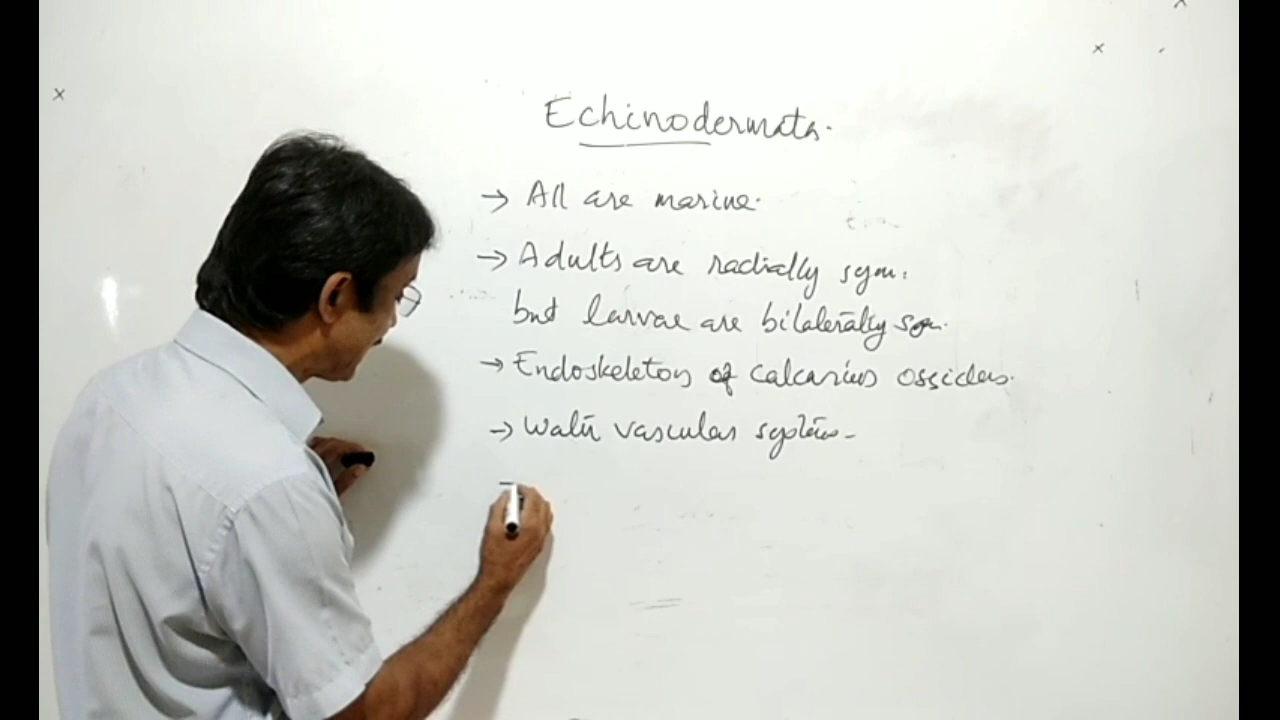 Echinodermata.
→ All are marine.
→ Adults are radially sym.
but larvae are bilaterally sym.
→ Endoskeleton of calcarius ossicles.
→ Water vascular system -